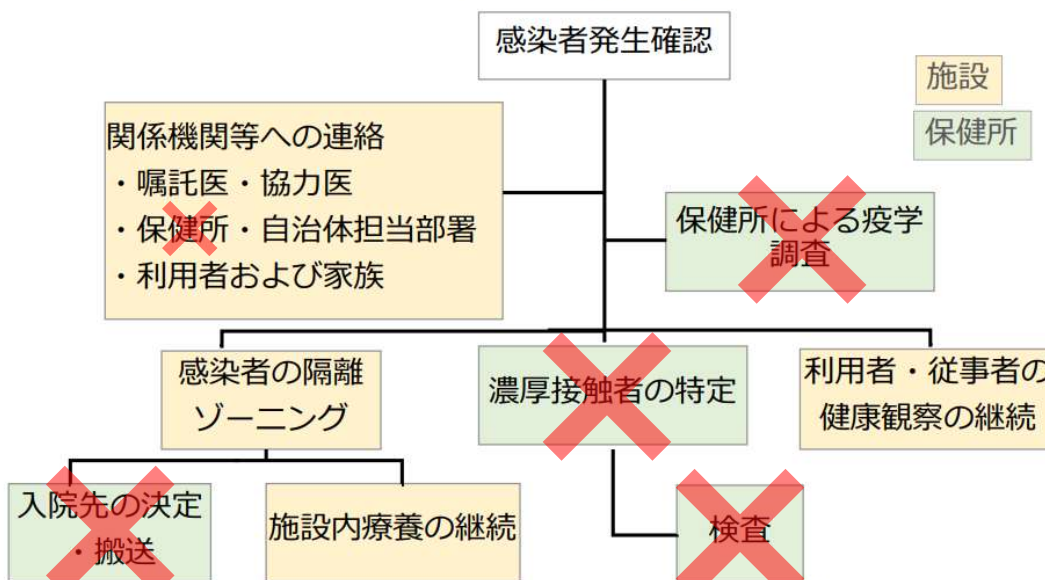 感染者発生確認
施設
保健所
関係機関等への連絡
・嘱託医・協力医
・保健所・自治体担当部署
・利用者および家族
保健所による疫学
調査
感染者の隔離
ゾーニング
濃厚接触者の特定
利用者・従事者の
健康観察の継続
入院先の決定
・搬送
施設内療養の継続
検査